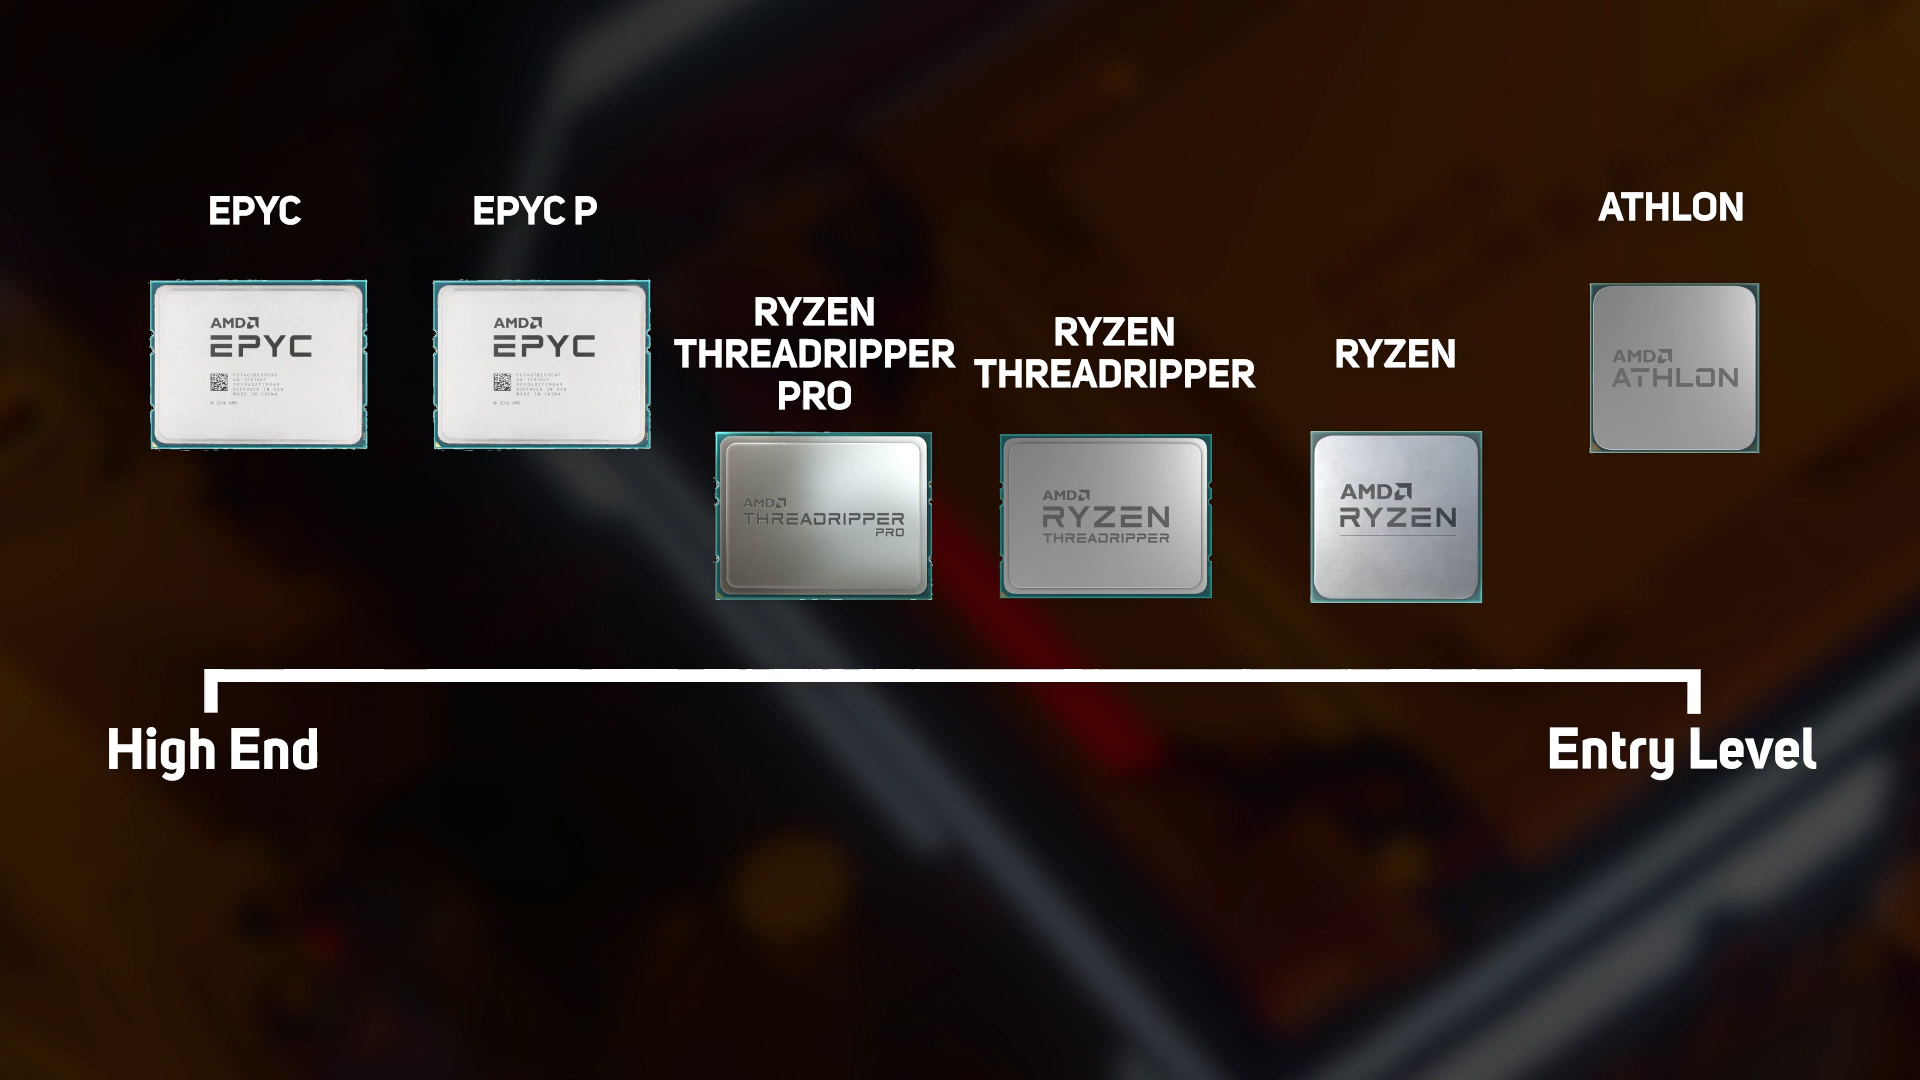 EPYC
AMD
EPYC
EPYC P
AMD
EPYC
RYZEN
THREADRIPPER
PRO
AMD
THREADRIPPER
PRO
RYZEN
THREADRIPPER
AMD
RYZEN
THREADRIPPER
RYZEN
AMD
RYZEN
ATHLON
AMD
ATHLON
High End
Entry Level